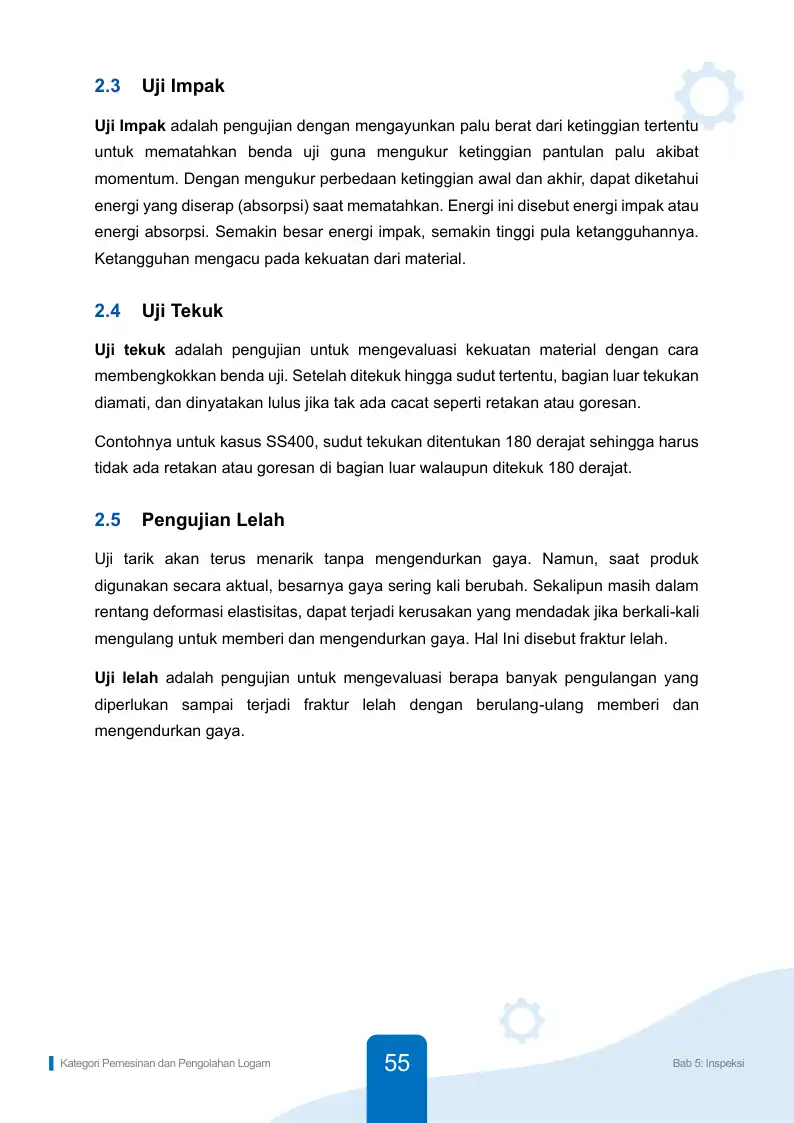 2.3 Uji Impak
Uji Impak adalah pengujian dengan mengayunkan palu berat dari ketinggian tertentu
untuk mematahkan benda uji guna mengukur ketinggian pantulan palu akibat
momentum. Dengan mengukur perbedaan ketinggian awal dan akhir, dapat diketahui
energi yang diserap (absorpsi) saat mematahkan. Energi ini disebut energi impak atau
energi absorpsi. Semakin besar energi impak, semakin tinggi pula ketangguhannya.
Ketangguhan mengacu pada kekuatan dari material.
2.4 Uji Tekuk
Uji tekuk adalah pengujian untuk mengevaluasi kekuatan material dengan cara
membengkokkan benda uji. Setelah ditekuk hingga sudut tertentu, bagian luar tekukan
diamati, dan dinyatakan lulus jika tak ada cacat seperti retakan atau goresan.
Contohnya untuk kasus SS400, sudut tekukan ditentukan 180 derajat sehingga harus
tidak ada retakan atau goresan di bagian luar walaupun ditekuk 180 derajat.
2.5 Pengujian Lelah
Uji tarik akan terus menarik tanpa mengendurkan gaya. Namun, saat produk
digunakan secara aktual, besarnya gaya sering kali berubah. Sekalipun masih dalam
rentang deformasi elastisitas, dapat terjadi kerusakan yang mendadak jika berkali-kali
mengulang untuk memberi dan mengendurkan gaya. Hal Ini disebut fraktur lelah.
Uji lelah adalah pengujian untuk mengevaluasi berapa banyak pengulangan yang
diperlukan sampai terjadi fraktur lelah dengan berulang-ulang memberi dan
mengendurkan gaya.
Kategori Pemesinan dan Pengolahan Logam
55
Bab 5: Inspeksi